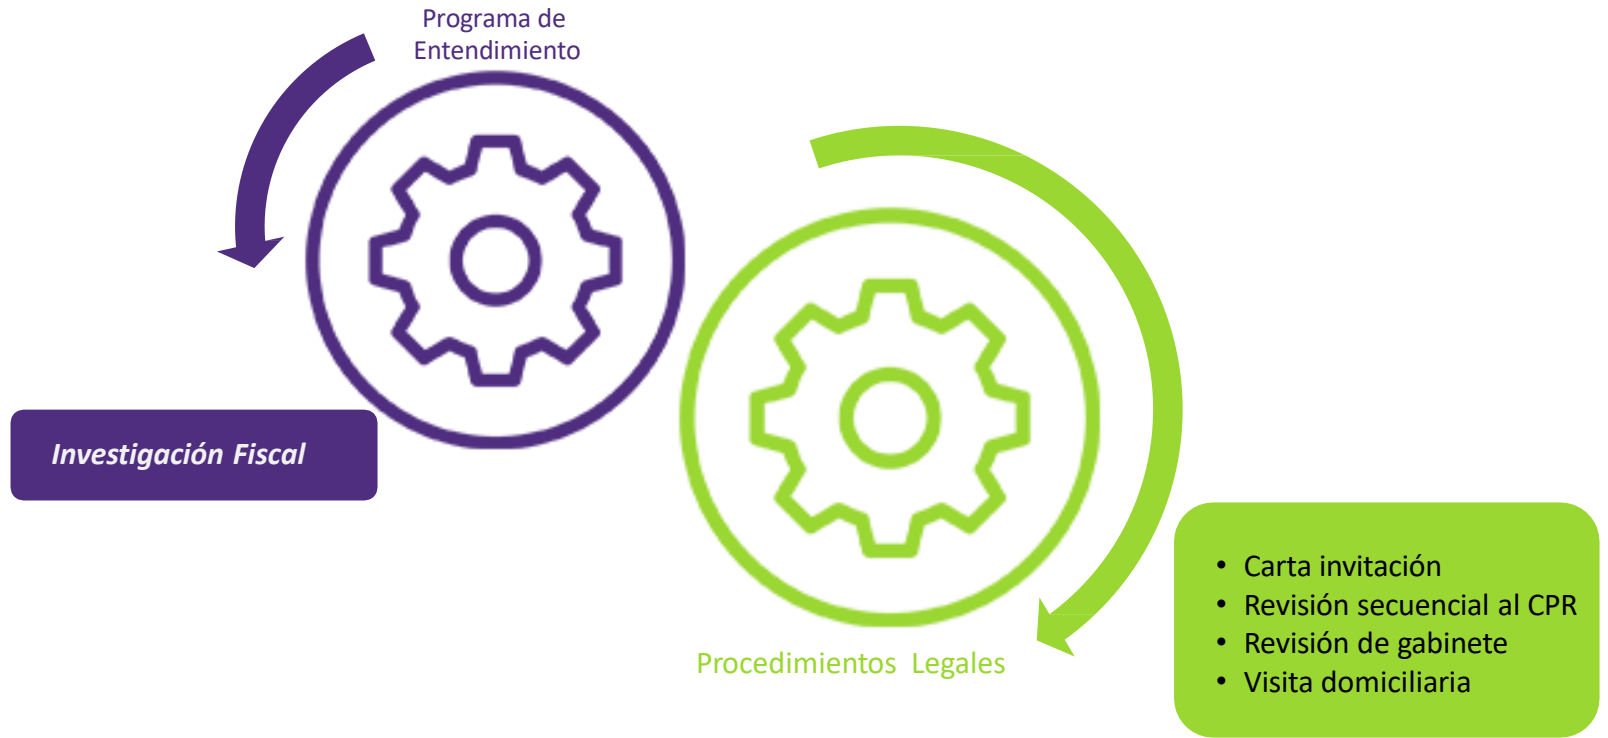 Programa de
Entendimiento
Investigación Fiscal
Procedimientos Legales
• Carta invitación
• Revisión secuencial al CPR
• Revisión de gabinete
• Visita domiciliaria